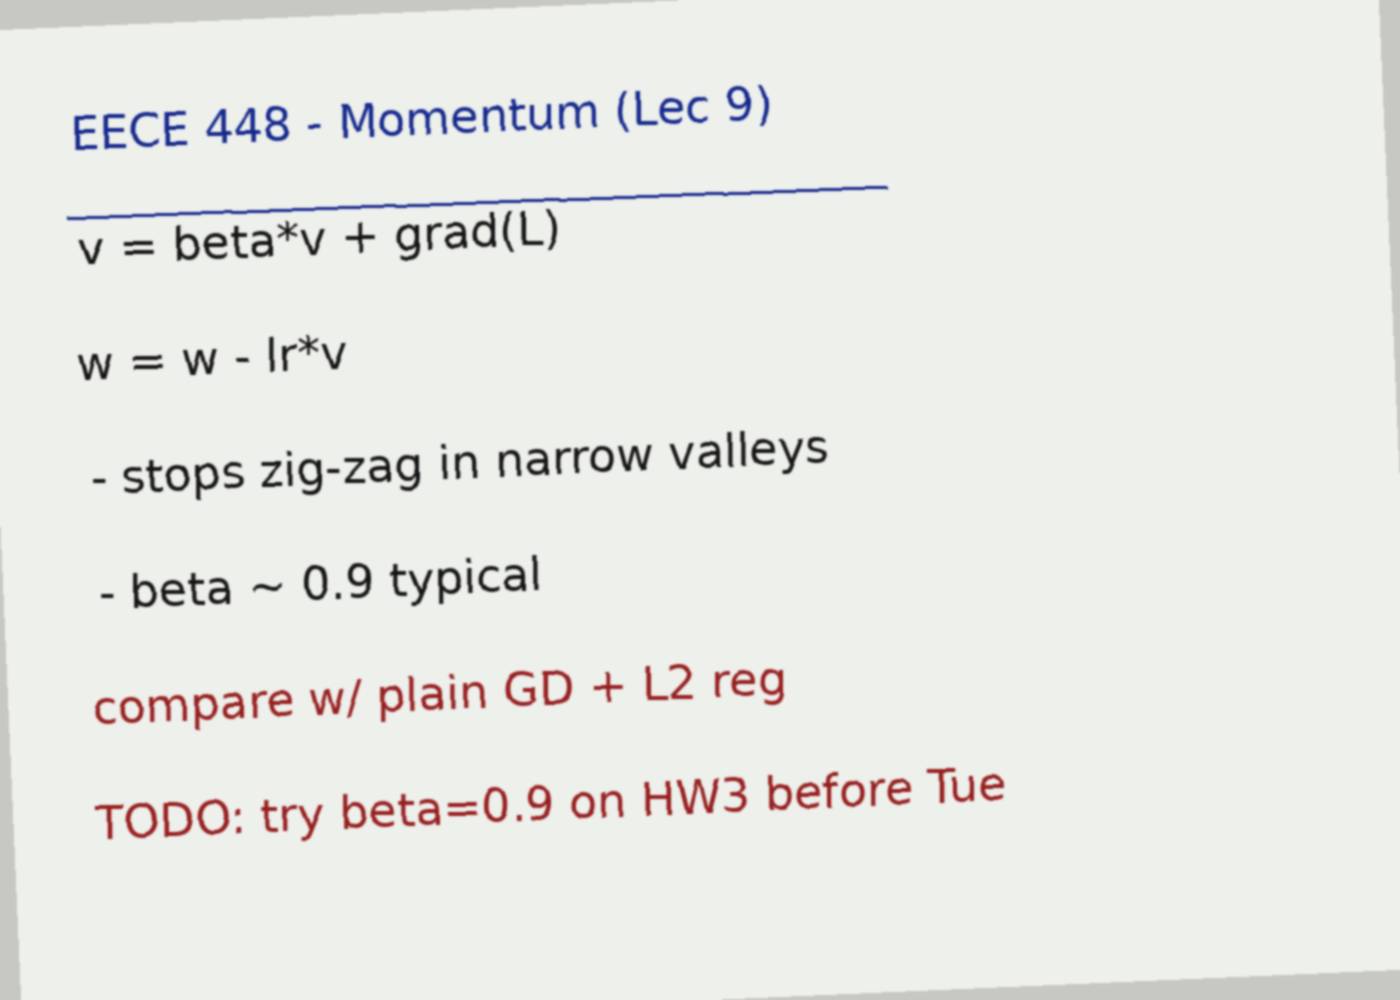 EECE 448 - Momentum (Lec 9)
v = beta*v + grad(L)
w = w - lr*v
- stops zig-zag in narrow valleys
- beta ~ 0.9 typical
compare w/ plain GD + L2 reg
TODO: try beta=0.9 on HW3 before Tue